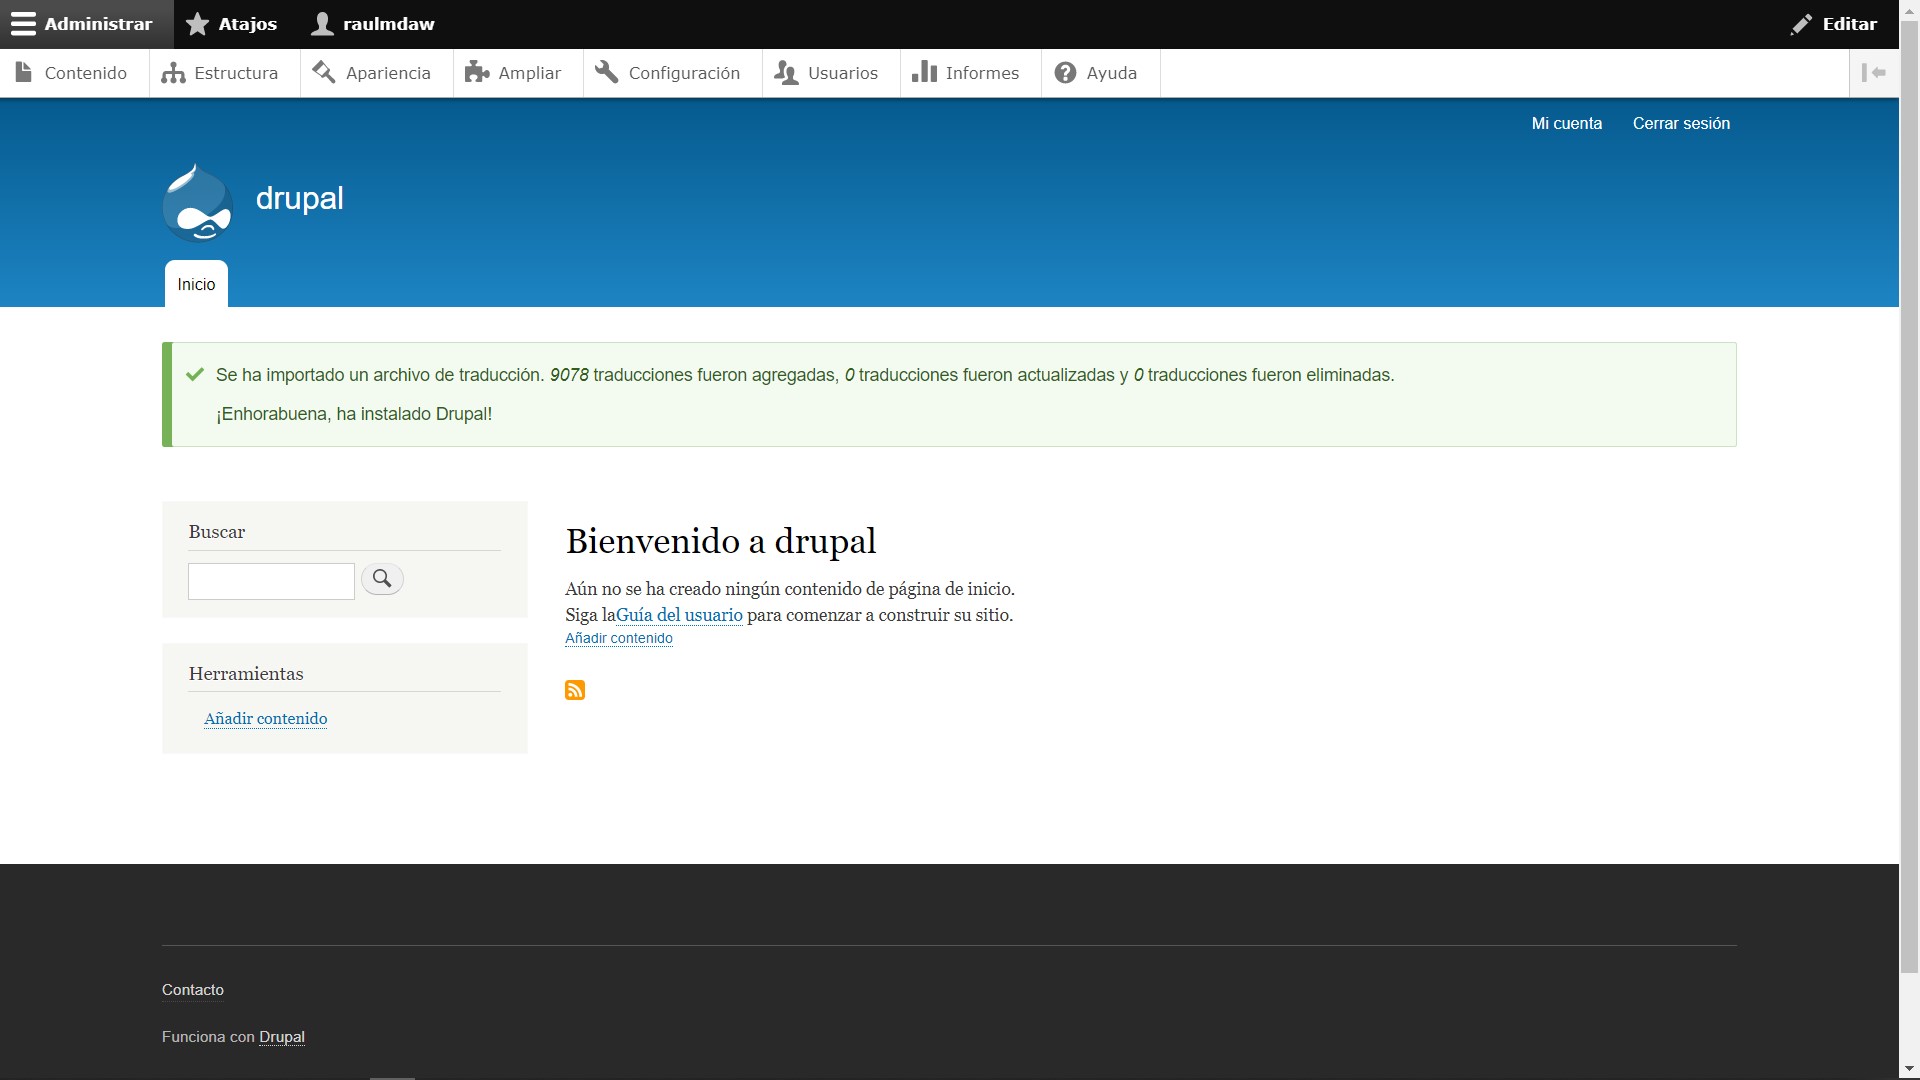 Administrar Atajos raulmdaw Editar
Contenido Estructura Apariencia Ampliar Configuración Usuarios Informes Ayuda
Mi cuenta Cerrar sesión
drupal
Inicio
Se ha importado un archivo de traducción. 9078 traducciones fueron agregadas, 0 traducciones fueron actualizadas y 0 traducciones fueron eliminadas.
¡Enhorabuena, ha instalado Drupal!
Buscar
Herramientas
Añadir contenido
Bienvenido a drupal
Aún no se ha creado ningún contenido de página de inicio.
Siga laGuía del usuario para comenzar a construir su sitio.
Añadir contenido
Contacto
Funciona con Drupal